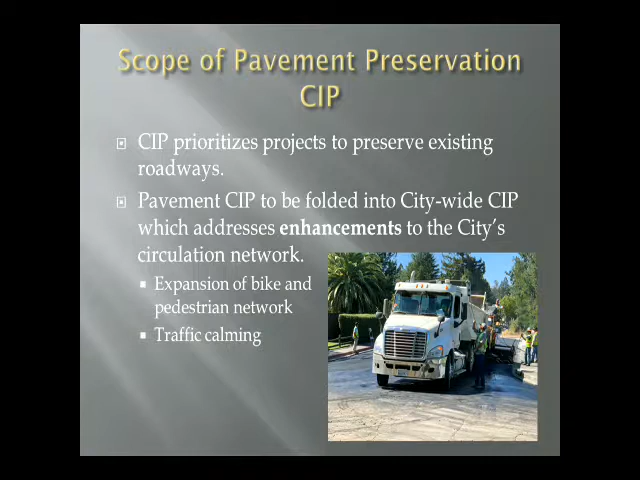 Scope of Pavement Preservation
CIP
CIP prioritizes projects to preserve existing
roadways.
Pavement CIP to be folded into City-wide CIP
which addresses enhancements to the City's
circulation network.
Expansion of bike and
pedestrian network
Traffic calming